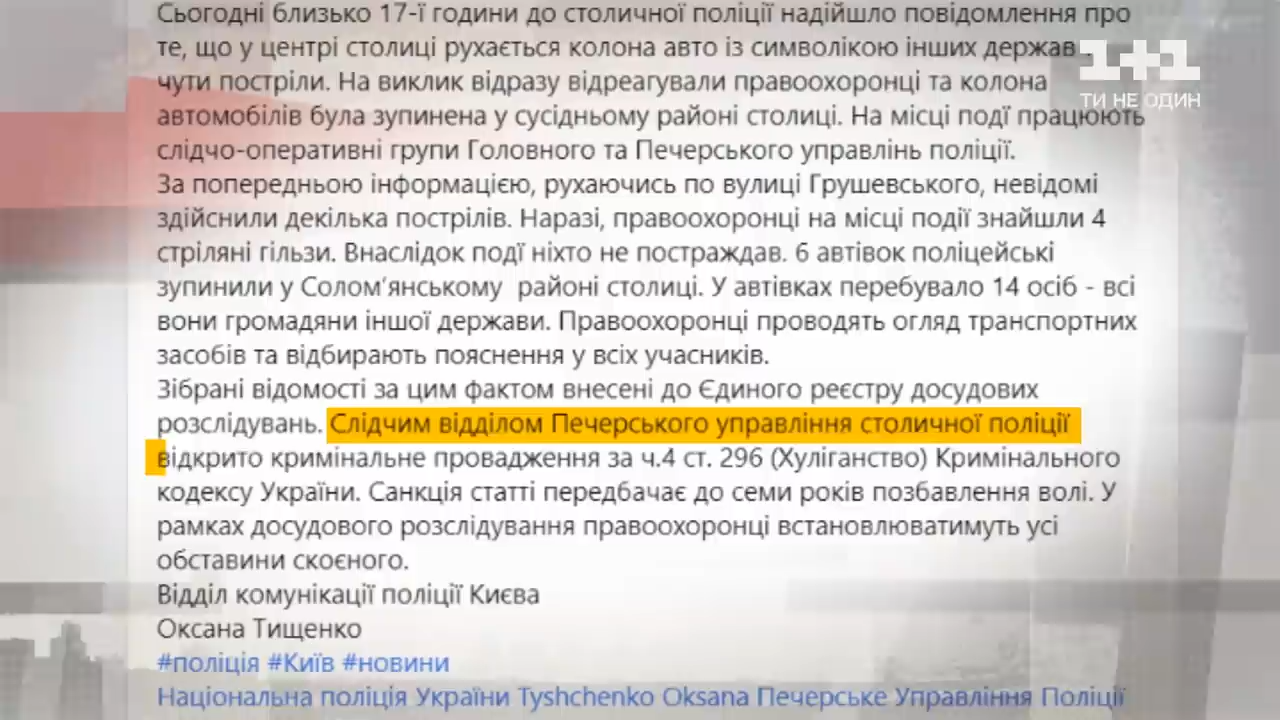 Сьогодні близько 17-ї години до столичної поліції надійшло повідомлення про
те, що у центрі столиці рухається колона авто із символікою інших держав
чути постріли. На виклик відразу відреагували правоохоронці та колона
автомобілів була зупинена у сусідньому районі столиці. На місці події працюють
слідчо-оперативні групи Головного та Печерського управлінь поліції.
За попередньою інформацією, рухаючись по вулиці Грушевського, невідомі
здійснили декілька пострілів. Наразі, правоохоронці на місці події знайшли 4
стріляні гільзи. Внаслідок події ніхто не постраждав. 6 автівок поліцейські
зупинили у Солом’янському районі столиці. У автівках перебувало 14 осіб - всі
вони громадяни іншої держави. Правоохоронці проводять огляд транспортних
засобів та відбирають пояснення у всіх учасників.
Зібрані відомості за цим фактом внесені до Єдиного реєстру досудових
розслідувань. Слідчим відділом Печерського управління столичної поліції
відкрито кримінальне провадження за ч.4 ст. 296 (Хуліганство) Кримінального
кодексу України. Санкція статті передбачає до семи років позбавлення волі. У
рамках досудового розслідування правоохоронці встановлюватимуть усі
обставини скоєного.
Відділ комунікації поліції Києва
Оксана Тищенко
#поліція #Київ #новини
Національна поліція України Tyshchenko Oksana Печерське Управління Поліції
1+1
ТИ НЕ ОДИН